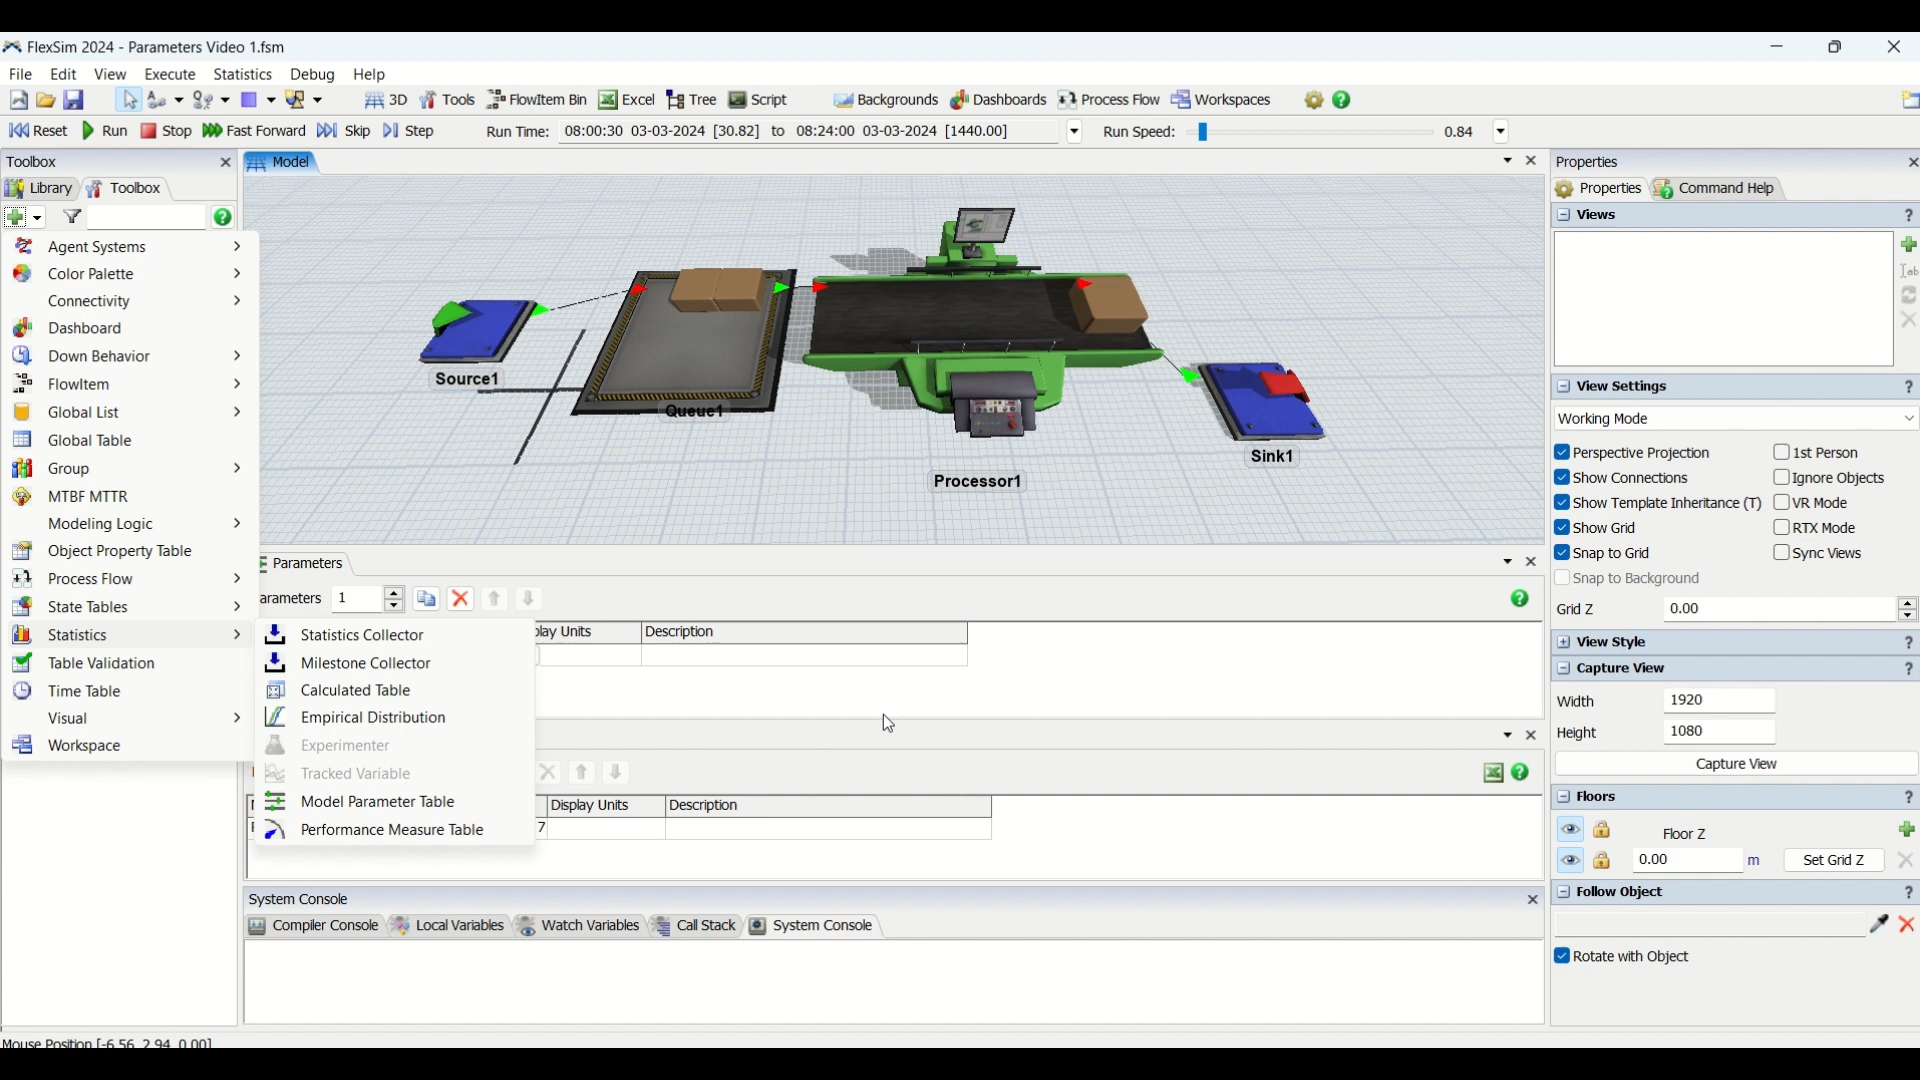 FlexSim 2024 - Parameters Video 1.fsm
File Edit View Execute Statistics Debug Help
3D Tools FlowItem Bin Excel Tree Script Backgrounds Dashboards Process Flow Workspaces
Reset Run Stop Fast Forward Skip Step Run Time: 08:00:30 03-03-2024 [30.82] to 08:24:00 03-03-2024 [1440.00] Run Speed: 0.84
Toolbox
Library Toolbox
Agent Systems
Color Palette
Connectivity
Dashboard
Down Behavior
FlowItem
Global List
Global Table
Group
MTBF MTTR
Modeling Logic
Object Property Table
Process Flow
State Tables
Statistics
Table Validation
Time Table
Visual
Workspace
Statistics Collector
Milestone Collector
Calculated Table
Empirical Distribution
Experimenter
Tracked Variable
Model Parameter Table
Performance Measure Table
Model
Source1
Queue1
Processor1
Sink1
Parameters
arameters 1
play Units Description
Display Units Description
7
System Console
Compiler Console Local Variables Watch Variables Call Stack System Console
Properties
Properties Command Help
Views
View Settings
Working Mode
Perspective Projection 1st Person
Show Connections Ignore Objects
Show Template Inheritance (T) VR Mode
Show Grid RTX Mode
Snap to Grid Sync Views
Snap to Background
Grid Z 0.00
View Style
Capture View
Width 1920
Height 1080
Capture View
Floors
Floor Z
0.00 m Set Grid Z
Follow Object
Rotate with Object
Mouse Position [-6.56, 2.94, 0.00]